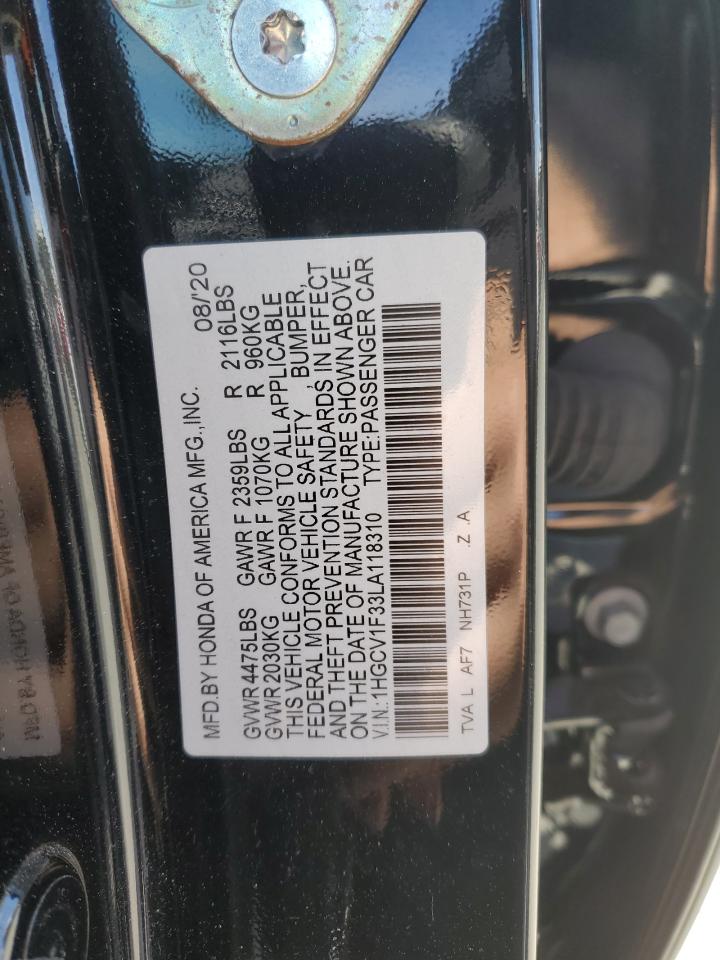 MFD.BY HONDA OF AMERICA MFG.,INC. 08/'20
GVWR 4475LBS GAWR F 2359LBS R 2116LBS
GVWR 2030KG GAWR F 1070KG R 960KG
THIS VEHICLE CONFORMS TO ALL APPLICABLE
FEDERAL MOTOR VEHICLE SAFETY BUMPER,
AND THEFT PREVENTION STANDARDS IN EFFECT
ON THE DATE OF MANUFACTURE SHOWN ABOVE.
V.I.N.:1HGCV1F33LA118310 TYPE:PASSENGER CAR
TVA L AF7 NH731P .Z .A